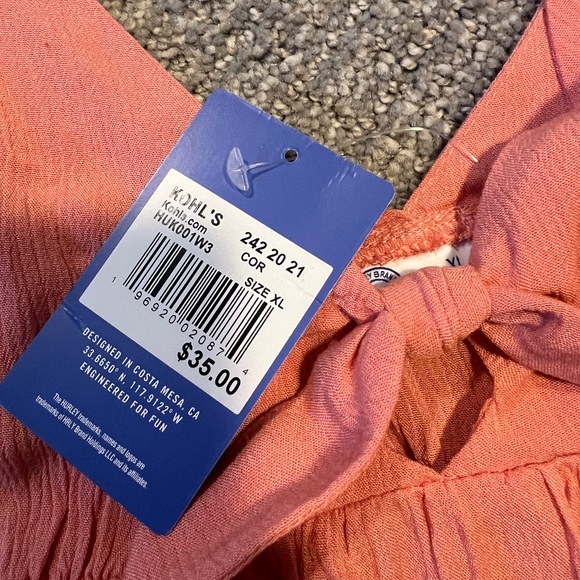 KOHL'S
Kohls.com
HUK001W3
242 20 21
COR
SIZE XL
1 96920 02087 4
$35.00
DESIGNED IN COSTA MESA, CA
33.6650° N, 117.9122° W
ENGINEERED FOR FUN
The HURLEY trademarks, names and logos are
trademarks of HRLY Brand Holdings LLC and its affiliates.
Y BRAN
XL